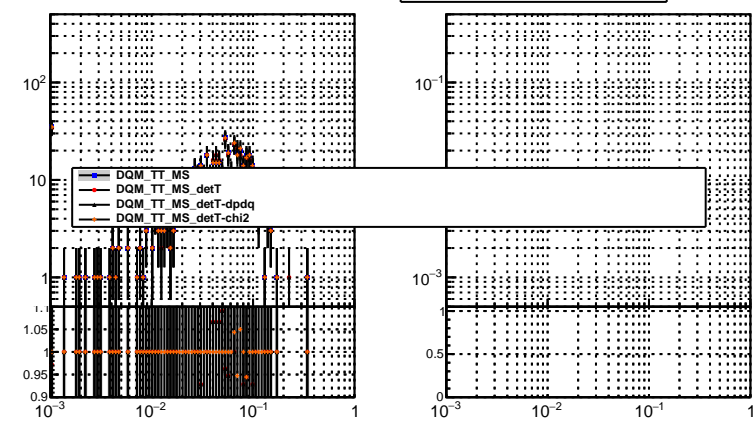 10²
10
1
1.1
1.05
1
0.95
0.9
10⁻³ 10⁻² 10⁻¹ 1
DQM_TT_MS
DQM_TT_MS_detT
DQM_TT_MS_detT-dpdq
DQM_TT_MS_detT-chi2
10⁻¹
10⁻³
1
0.5
0
10⁻³ 10⁻² 10⁻¹ 1